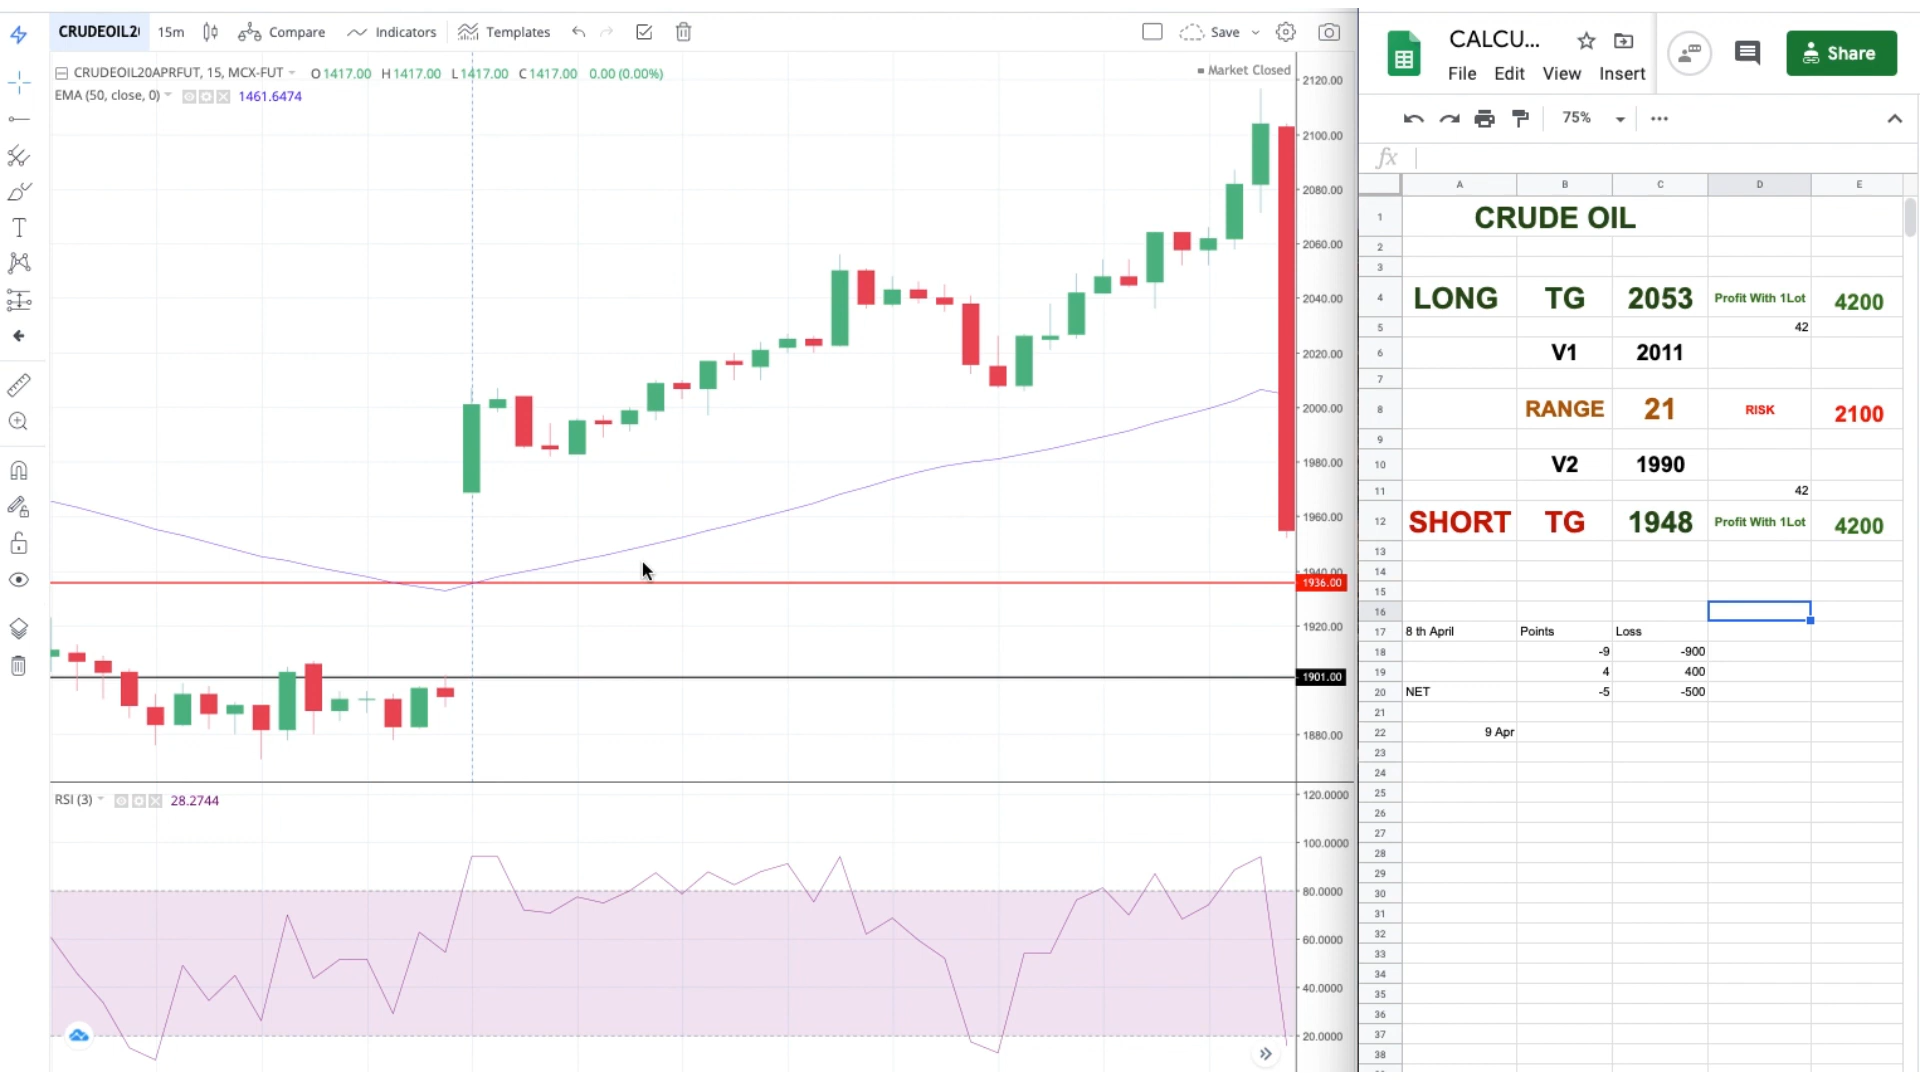 CRUDEOIL2
15m
Compare
Indicators
Templates
Save
CRUDEOIL20APRFUT, 15, MCX-FUT
O1417.00 H1417.00 L1417.00 C1417.00 0.00 (0.00%)
Market Closed
EMA (50, close, 0)
1461.6474
2120.00
2100.00
2080.00
2060.00
2040.00
2020.00
2000.00
1980.00
1960.00
1940.00
1936.00
1920.00
1901.00
1880.00
RSI (3)
28.2744
120.0000
100.0000
80.0000
60.0000
40.0000
20.0000
CALCU...
File Edit View Insert
Share
75%
fx
A B C D E
1 CRUDE OIL
2
3
4 LONG TG 2053 Profit With 1Lot 4200
5 42
6 V1 2011
7
8 RANGE 21 RISK 2100
9
10 V2 1990
11 42
12 SHORT TG 1948 Profit With 1Lot 4200
13
14
15
16
17 8 th April Points Loss
18 -9 -900
19 4 400
20 NET -5 -500
21
22 9 Apr
23
24
25
26
27
28
29
30
31
32
33
34
35
36
37
38